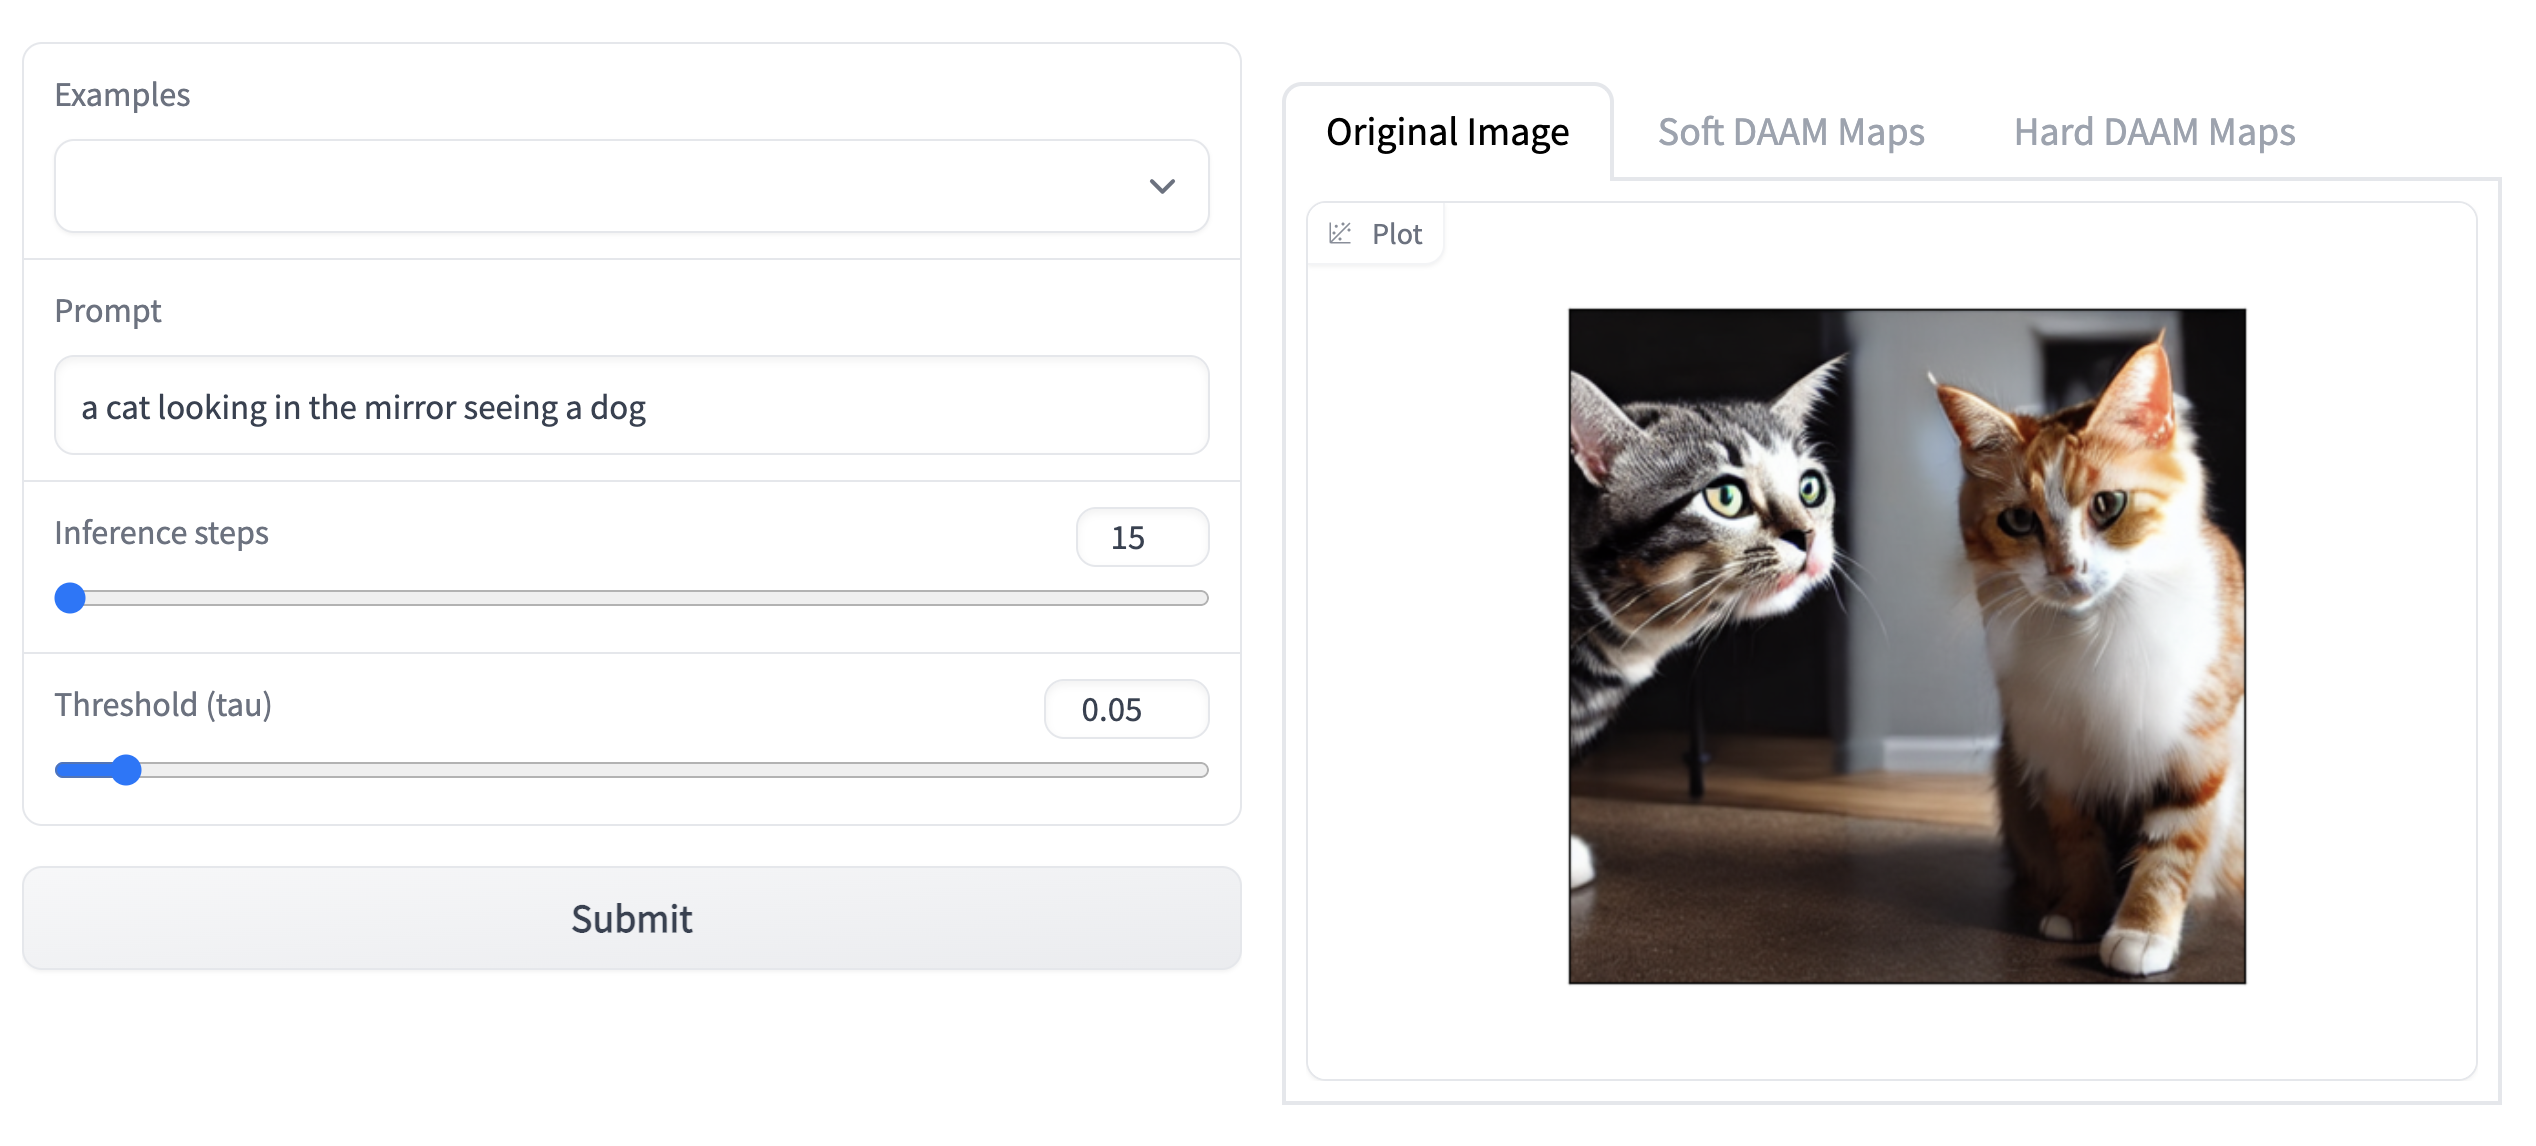 Examples
Prompt
a cat looking in the mirror seeing a dog
Inference steps
15
Threshold (tau)
0.05
Submit
Original Image
Soft DAAM Maps
Hard DAAM Maps
Plot